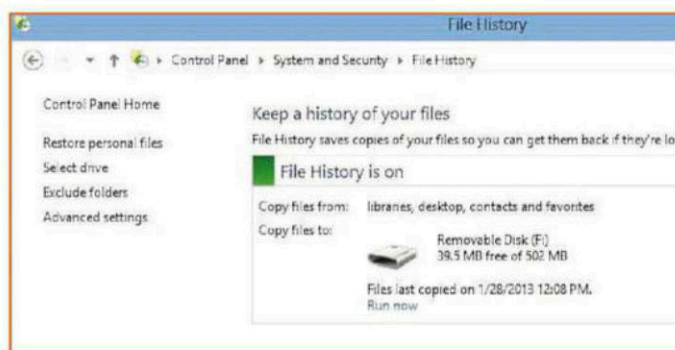 File History
Control Panel ▸ System and Security ▸ File History
Control Panel Home
Restore personal files
Select drive
Exclude folders
Advanced settings
Keep a history of your files
File History saves copies of your files so you can get them back if they're lo
File History is on
Copy files from: libraries, desktop, contacts and favorites
Copy files to:
Removable Disk (F:)
39.5 MB free of 502 MB
Files last copied on 1/28/2013 12:08 PM.
Run now